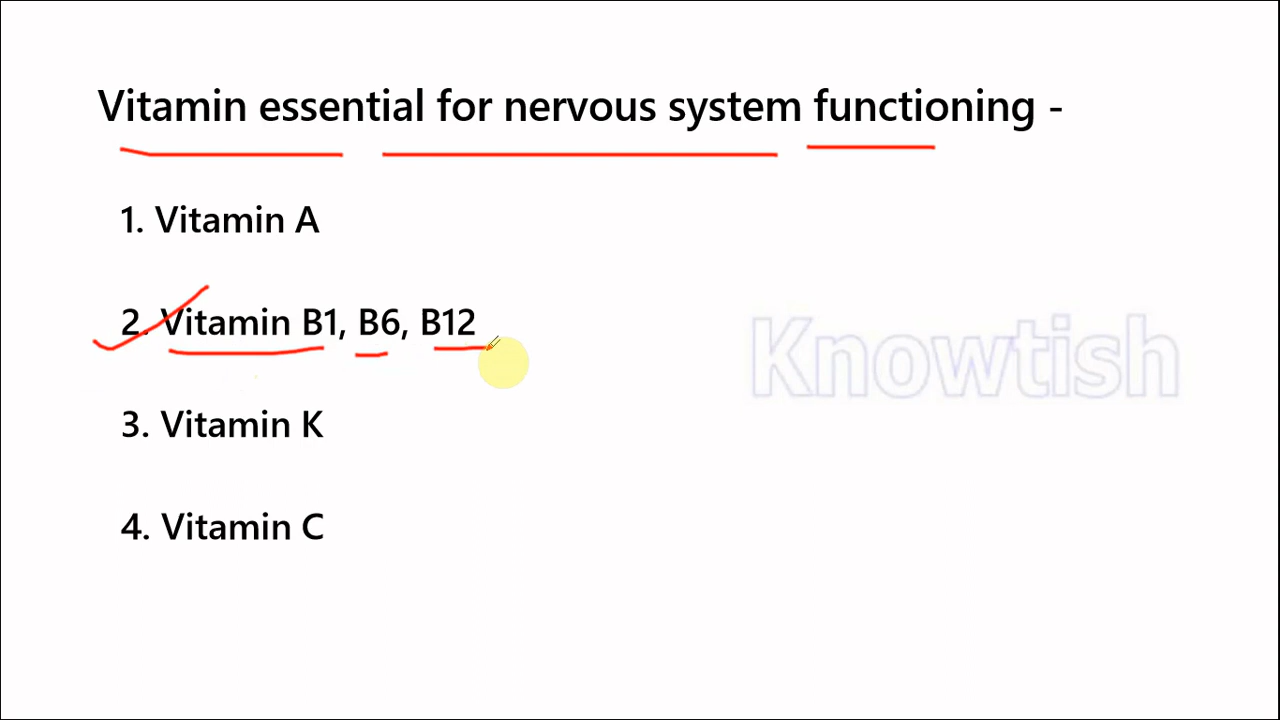 Vitamin essential for nervous system functioning -
1. Vitamin A
2. Vitamin B1, B6, B12
Knowtish
3. Vitamin K
4. Vitamin C